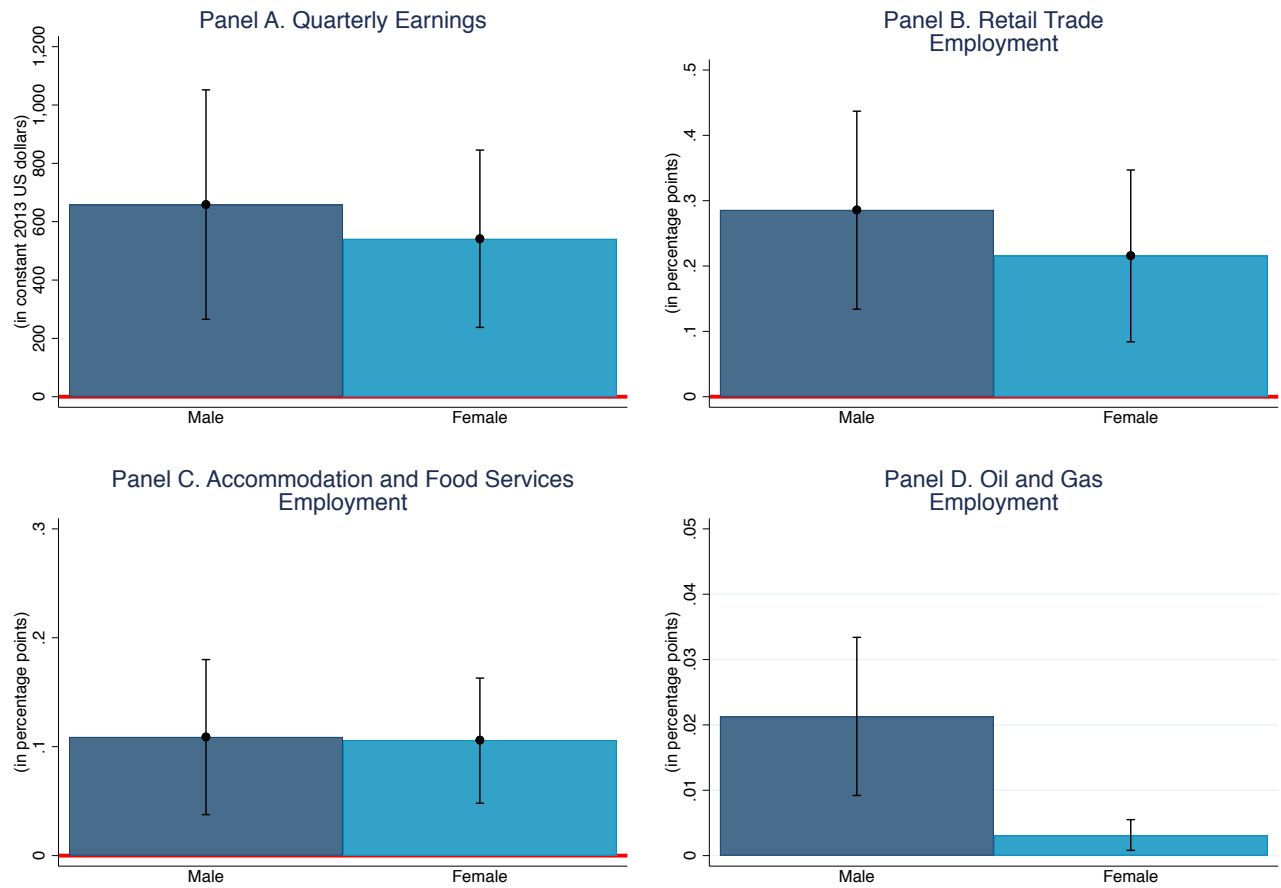 Panel A. Quarterly Earnings
(in constant 2013 US dollars)
1,200
1,000
800
600
400
200
0
Male Female
Panel B. Retail Trade
Employment
(in percentage points)
.5
.4
.3
.2
.1
0
Male Female
Panel C. Accommodation and Food Services
Employment
(in percentage points)
.3
.2
.1
0
Male Female
Panel D. Oil and Gas
Employment
(in percentage points)
.05
.04
.03
.02
.01
0
Male Female